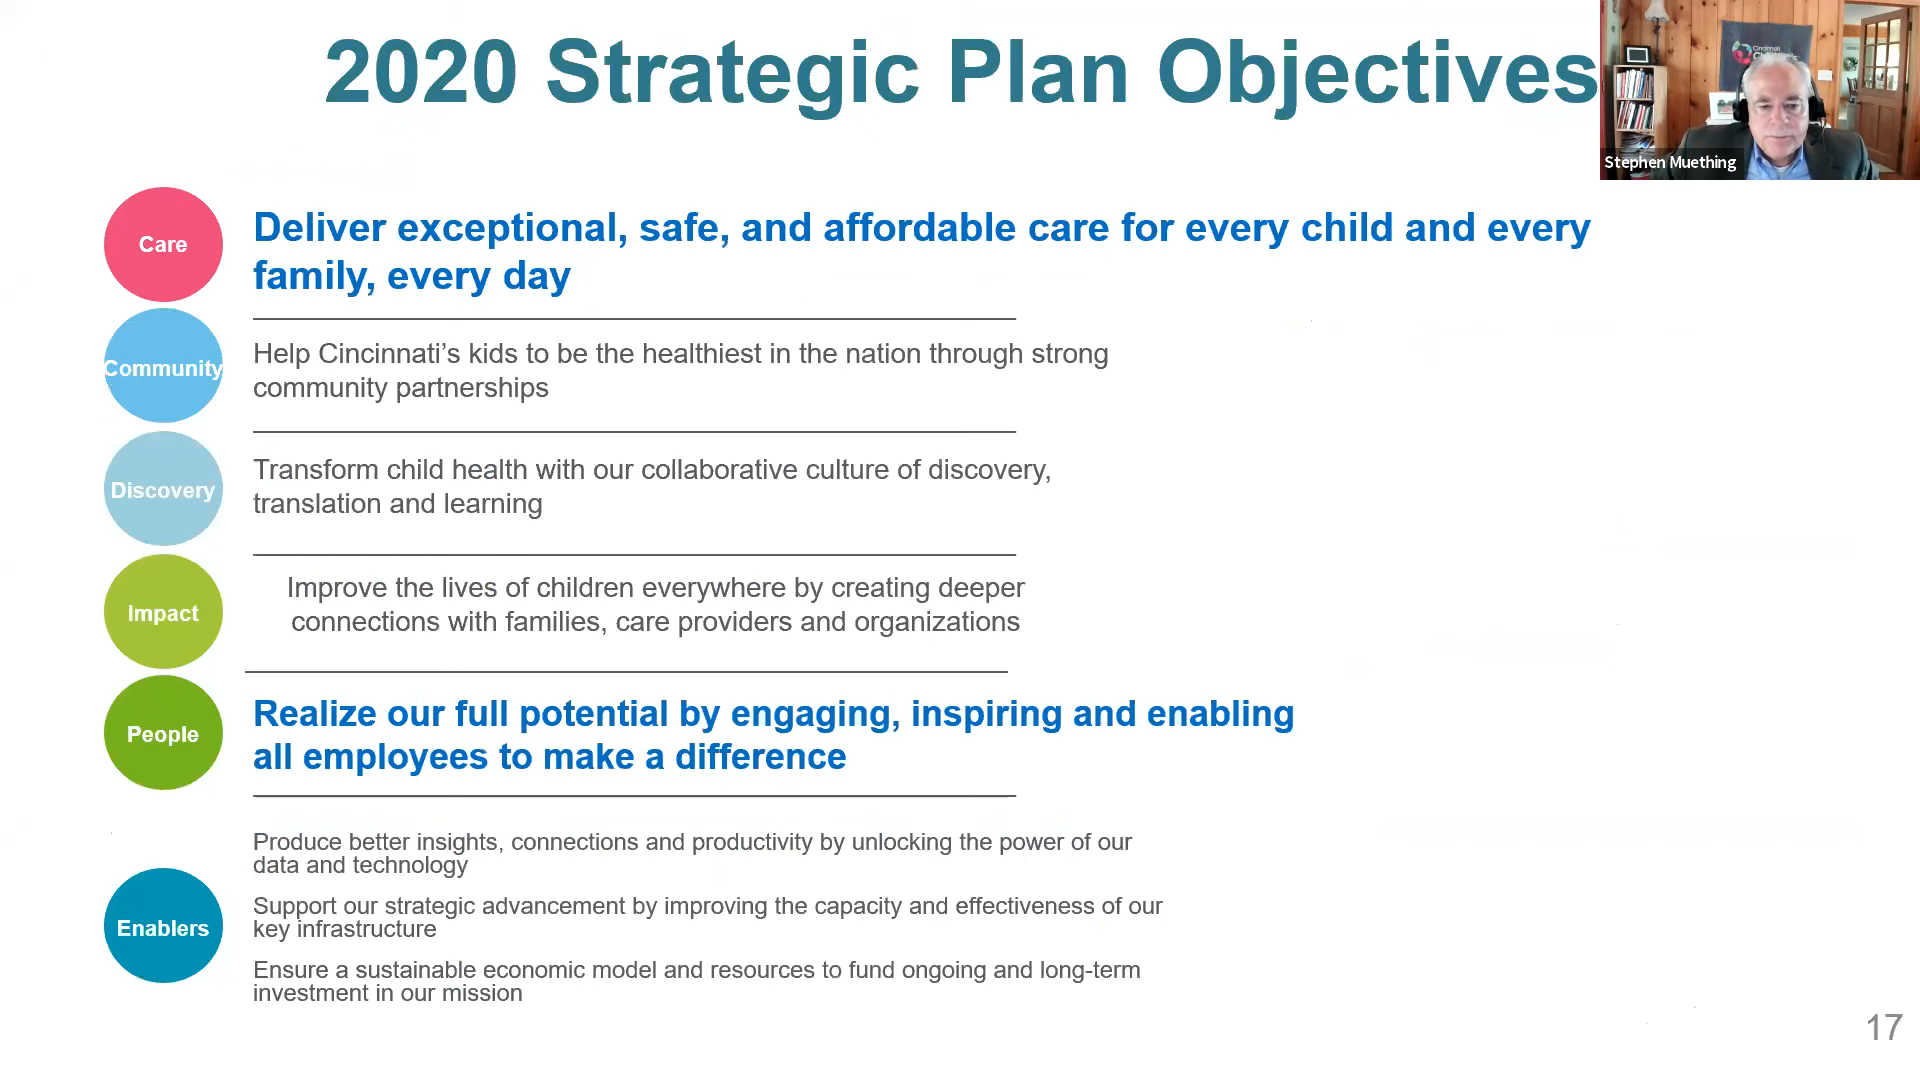 2020 Strategic Plan Objectives
Cincinnati
Stephen Muething
Care
Deliver exceptional, safe, and affordable care for every child and every
family, every day
Community
Help Cincinnati’s kids to be the healthiest in the nation through strong
community partnerships
Discovery
Transform child health with our collaborative culture of discovery,
translation and learning
Impact
Improve the lives of children everywhere by creating deeper
connections with families, care providers and organizations
People
Realize our full potential by engaging, inspiring and enabling
all employees to make a difference
Enablers
Produce better insights, connections and productivity by unlocking the power of our
data and technology
Support our strategic advancement by improving the capacity and effectiveness of our
key infrastructure
Ensure a sustainable economic model and resources to fund ongoing and long-term
investment in our mission
17